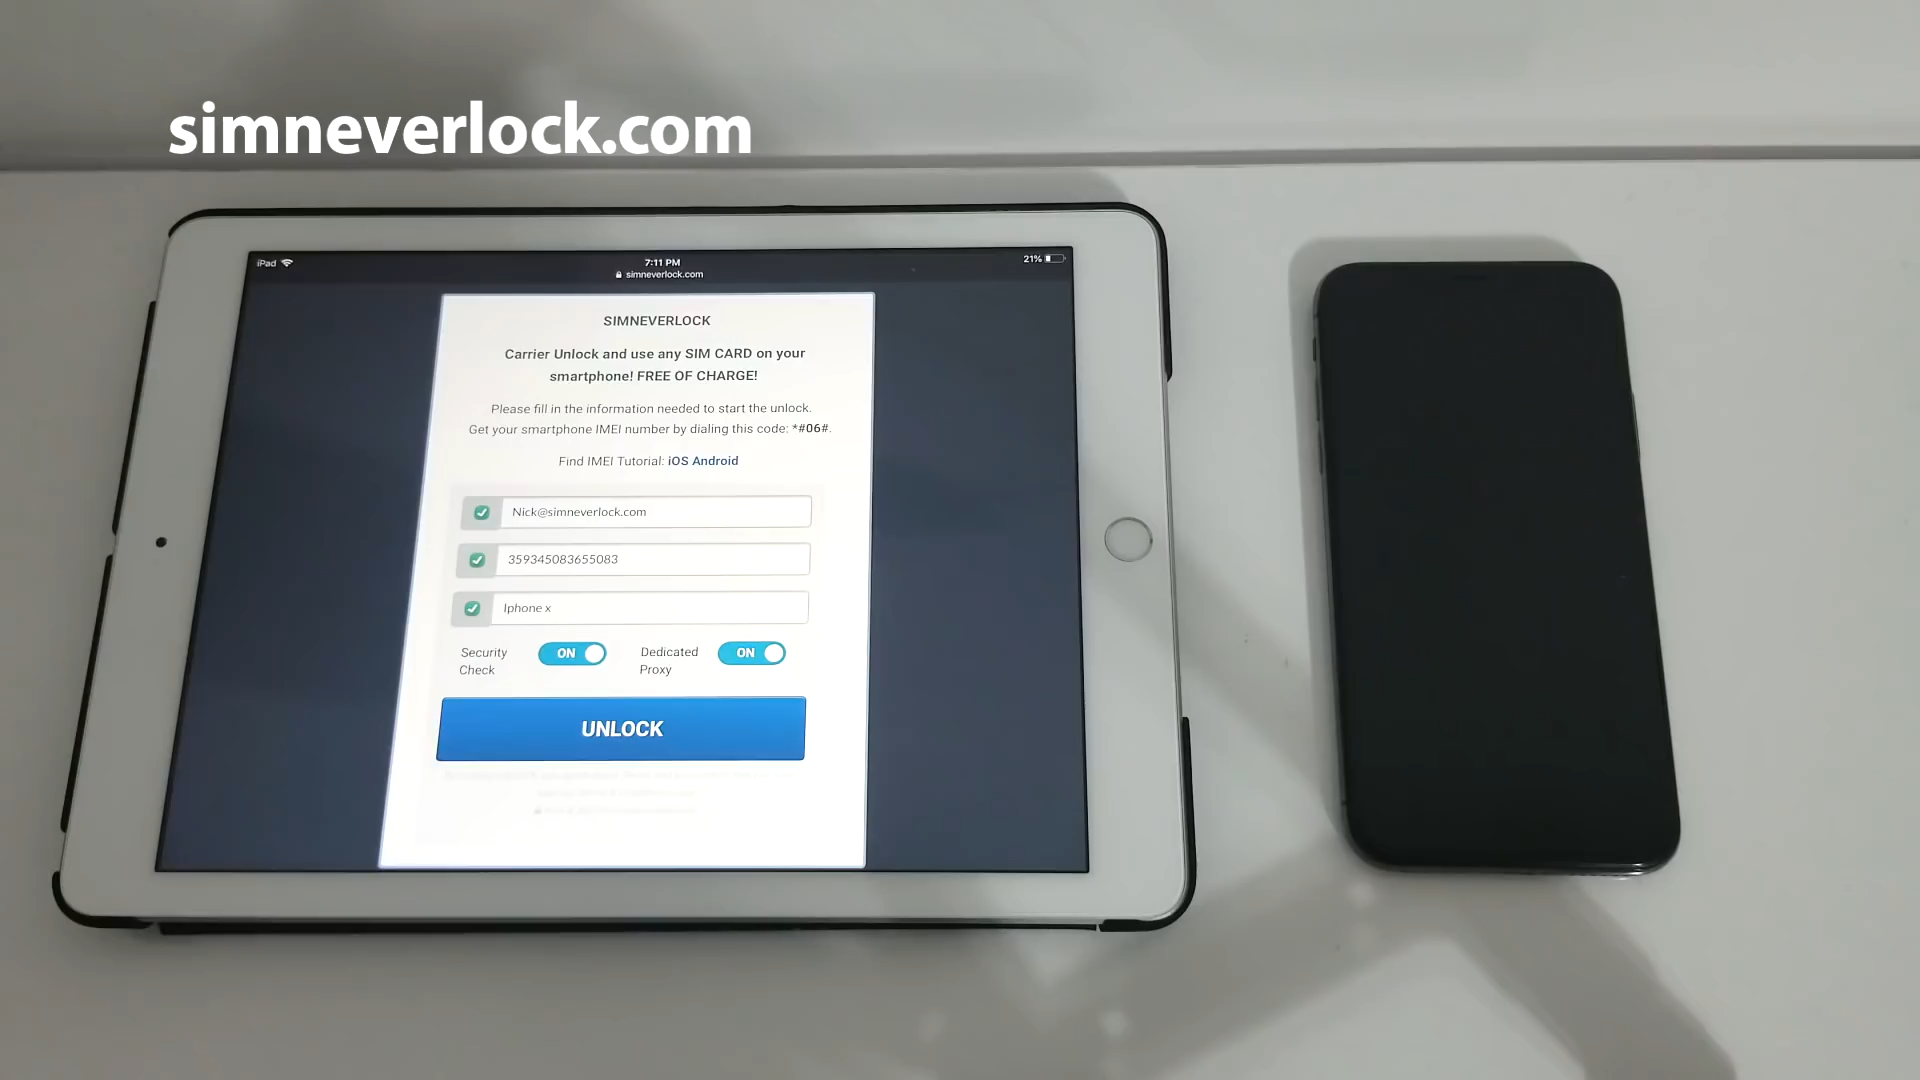 simneverlock.com
iPad
7:11 PM
21%
simneverlock.com
SIMNEVERLOCK
Carrier Unlock and use any SIM CARD on your
smartphone! FREE OF CHARGE!
Please fill in the information needed to start the unlock.
Get your smartphone IMEI number by dialing this code: *#06#.
Find IMEI Tutorial: iOS Android
Nick@simneverlock.com
359345083655083
Iphone x
Security
Check
ON
Dedicated
Proxy
ON
UNLOCK